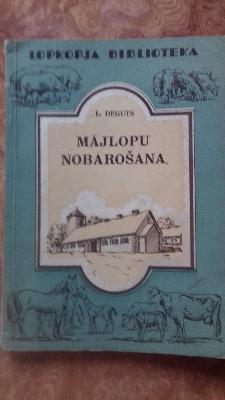 LOPKOPJA BIBLIOTEKA
L. DEGUTS
MĀJLOPU
NOBAROŠANA